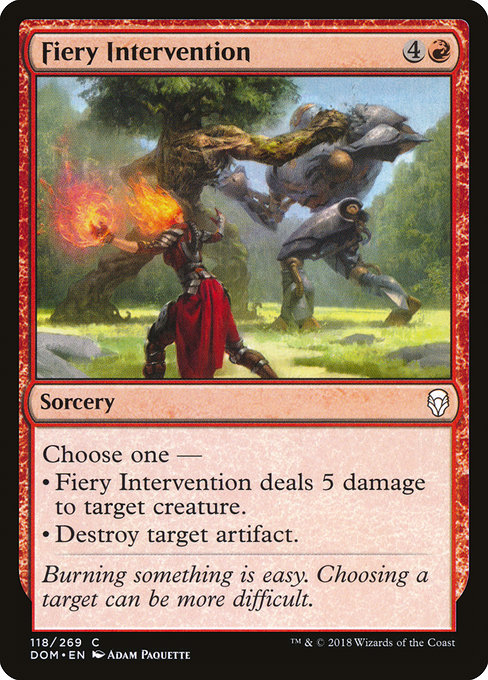 Fiery Intervention 4
Sorcery
Choose one —
• Fiery Intervention deals 5 damage
to target creature.
• Destroy target artifact.
Burning something is easy. Choosing a
target can be more difficult.
118/269 C
™ & © 2018 Wizards of the Coast
DOM • EN Adam Paquette